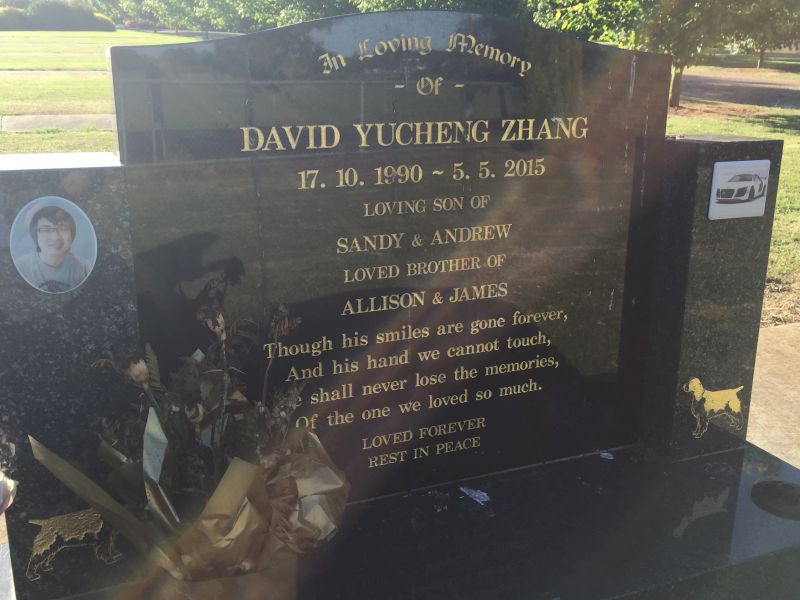 In Loving Memory
- Of -
DAVID YUCHENG ZHANG
17. 10. 1990 ~ 5. 5. 2015
LOVING SON OF
SANDY & ANDREW
LOVED BROTHER OF
ALLISON & JAMES
Though his smiles are gone forever,
And his hand we cannot touch,
e shall never lose the memories,
Of the one we loved so much.
LOVED FOREVER
REST IN PEACE